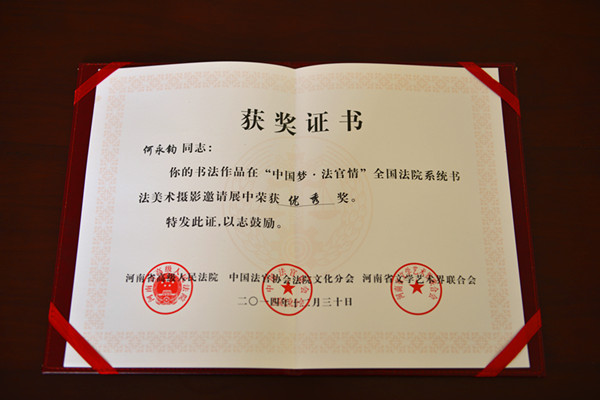 获奖证书
何永钧同志：
你的书法作品在“中国梦·法官情”全国法院系统书
法美术摄影邀请展中荣获 优秀 奖。
特发此证，以志鼓励。
河南省高级人民法院 中国法官协会法院文化分会 河南省文学艺术界联合会
二〇一四年十二月三十日